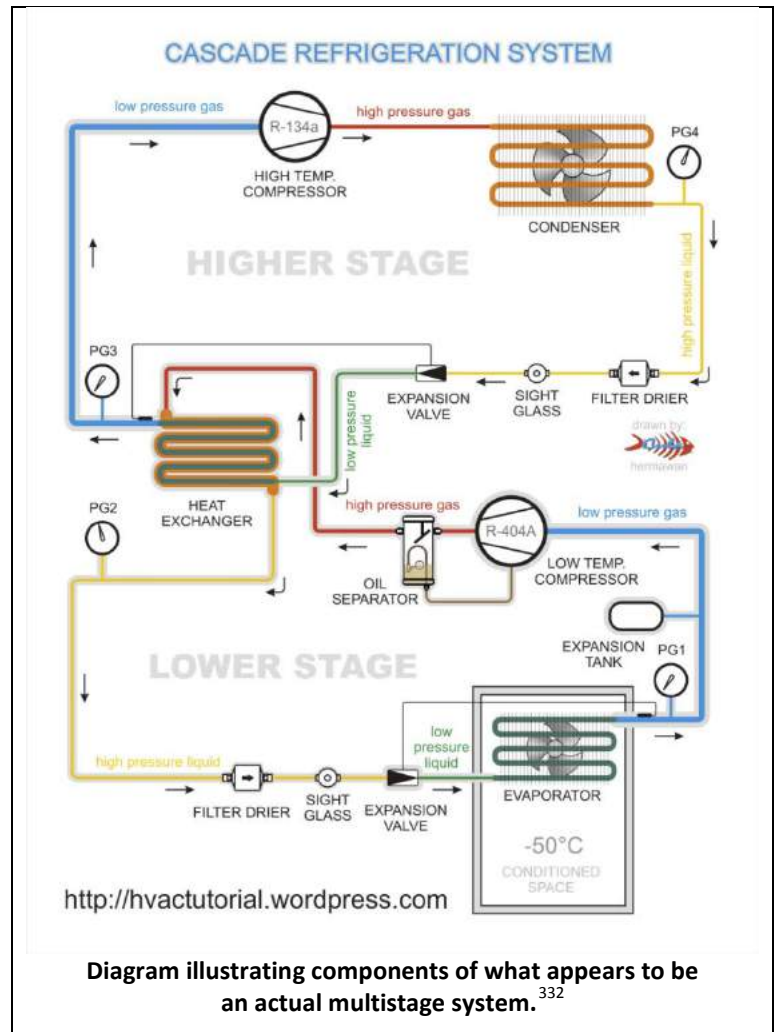 CASCADE REFRIGERATION SYSTEM
low pressure gas
R-134a
high pressure gas
PG4
HIGH TEMP.
COMPRESSOR
CONDENSER
HIGHER STAGE
high pressure liquid
PG3
EXPANSION
VALVE
SIGHT
GLASS
FILTER DRIER
drawn by:
hermawan
low pressure
liquid
HEAT
EXCHANGER
high pressure gas
R-404A
low pressure gas
PG2
OIL
SEPARATOR
LOW TEMP.
COMPRESSOR
EXPANSION
TANK
PG1
LOWER STAGE
low
pressure
liquid
high pressure liquid
FILTER DRIER
SIGHT
GLASS
EXPANSION
VALVE
EVAPORATOR
-50°C
CONDITIONED
SPACE
http://hvactutorial.wordpress.com
Diagram illustrating components of what appears to be
an actual multistage system.332